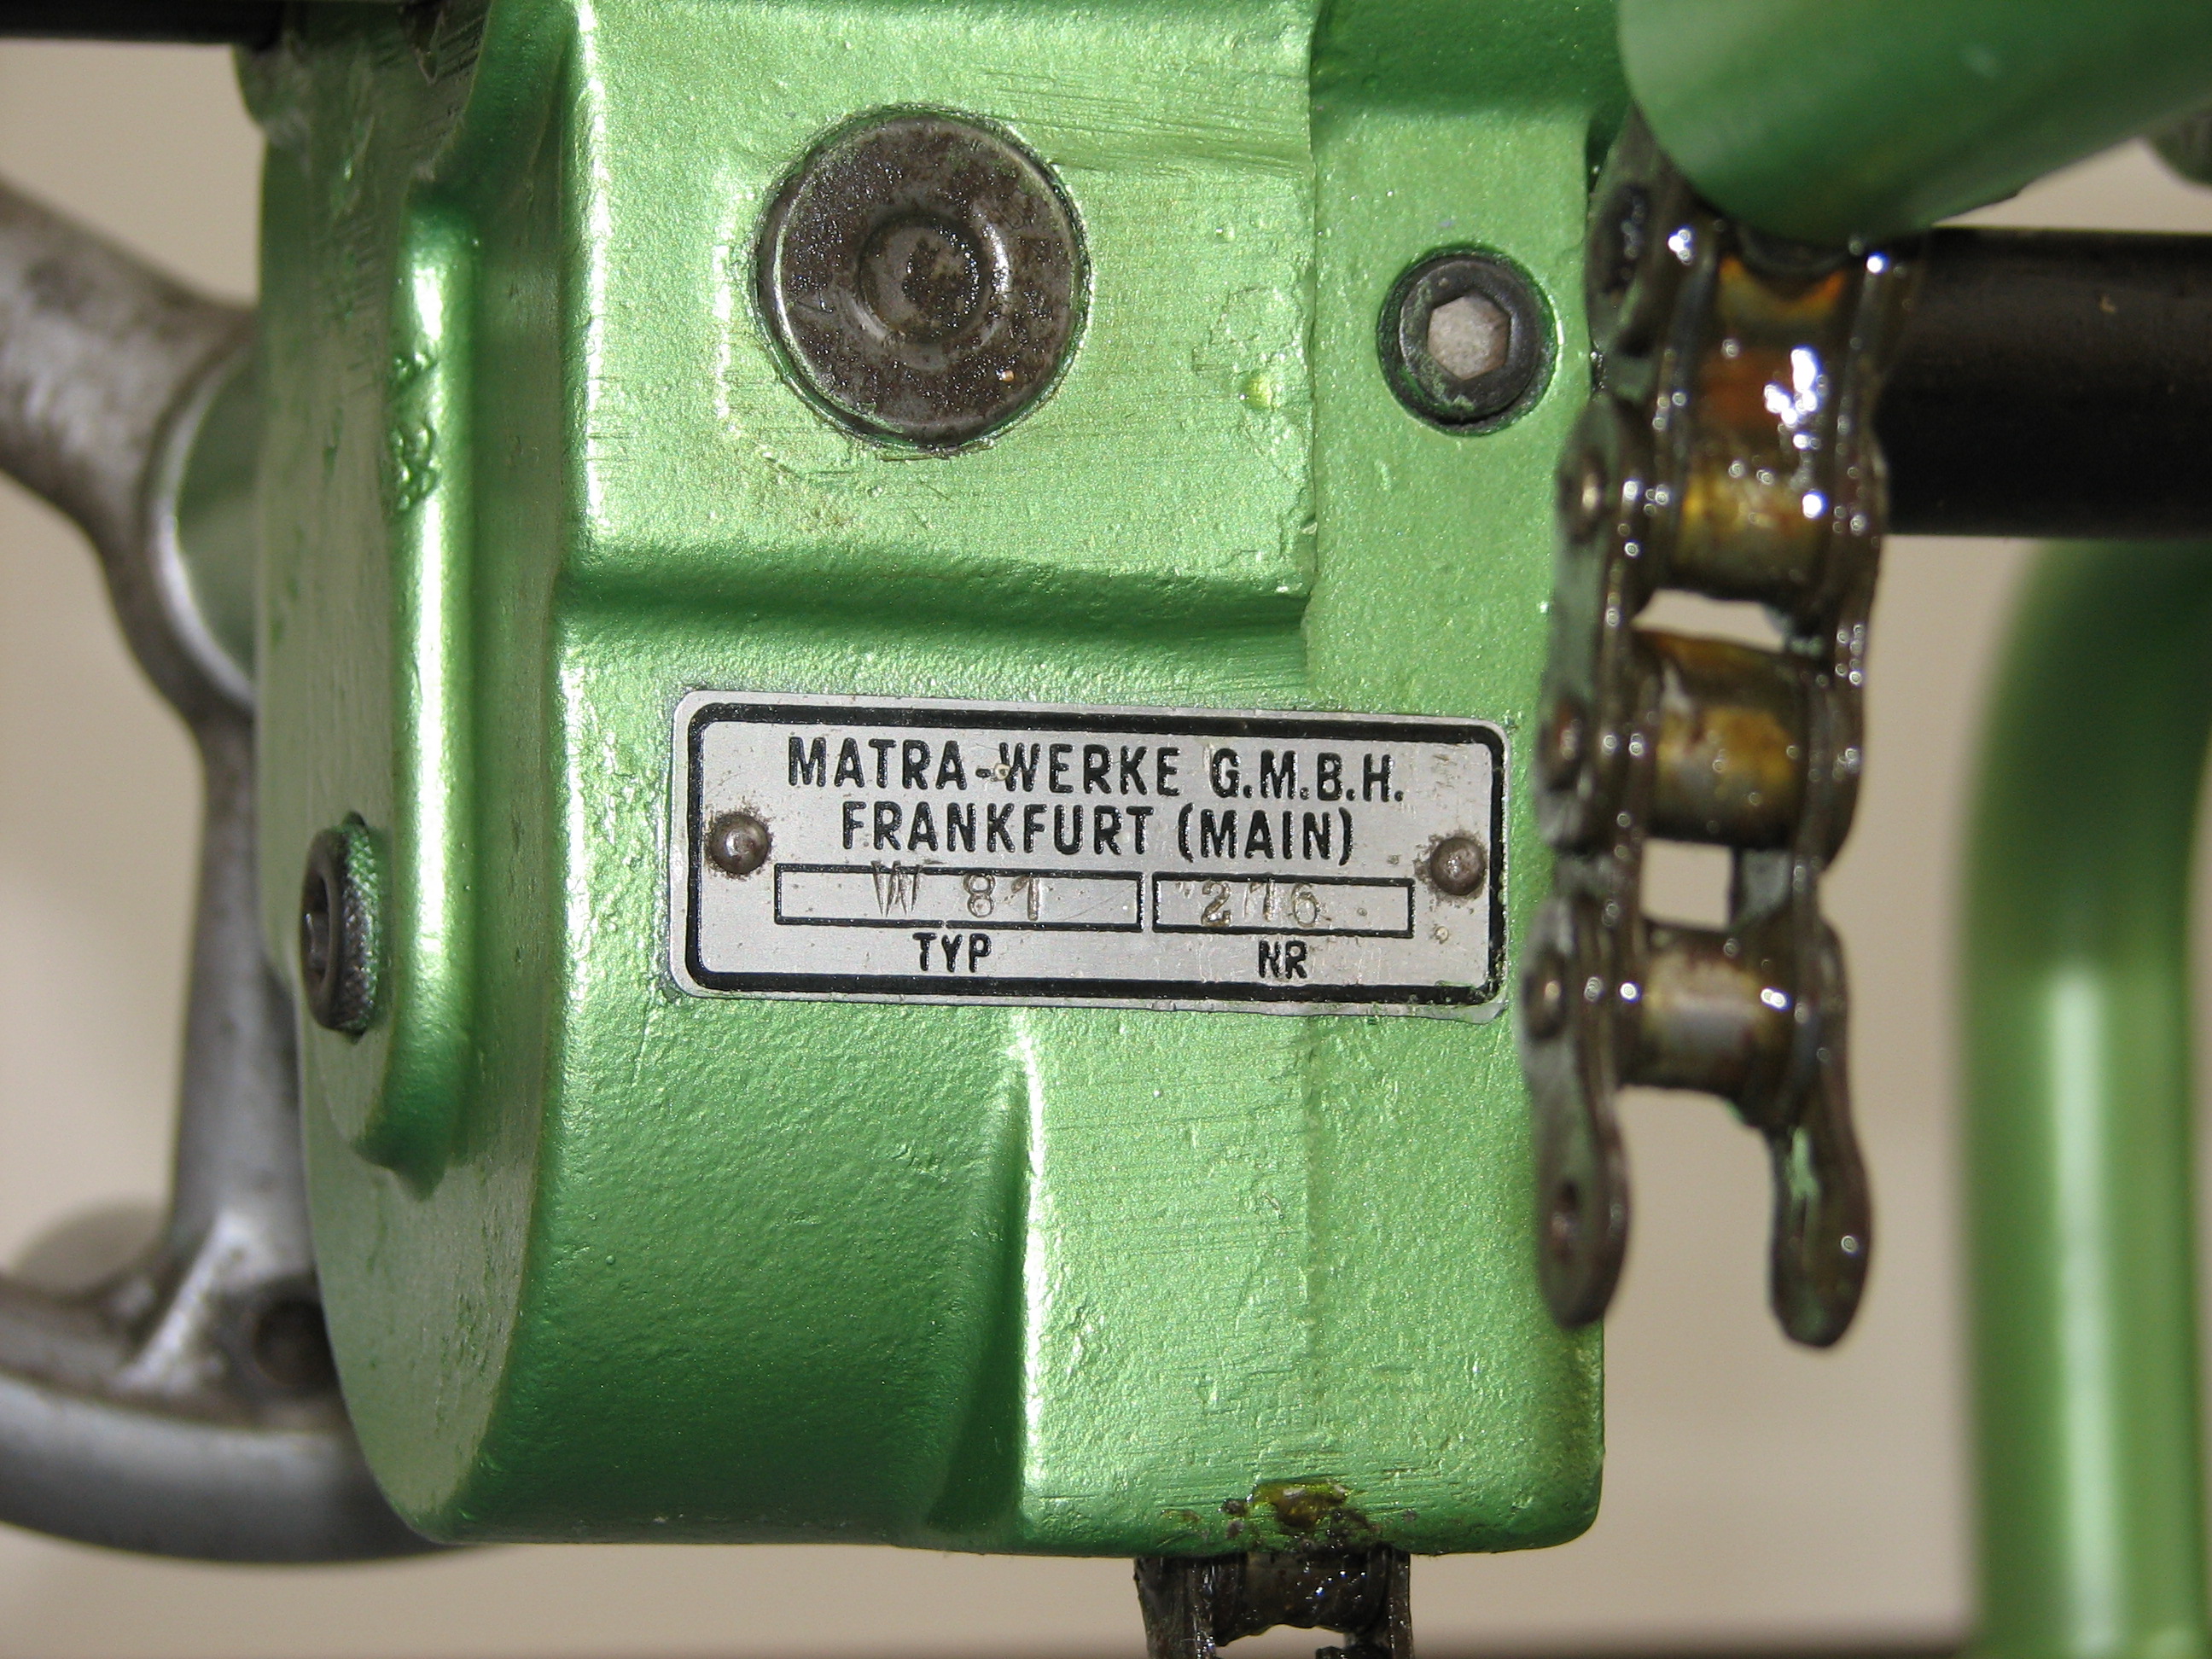 MATRA-WERKE G.M.B.H.
FRANKFURT (MAIN)
W 81 216
TYP NR